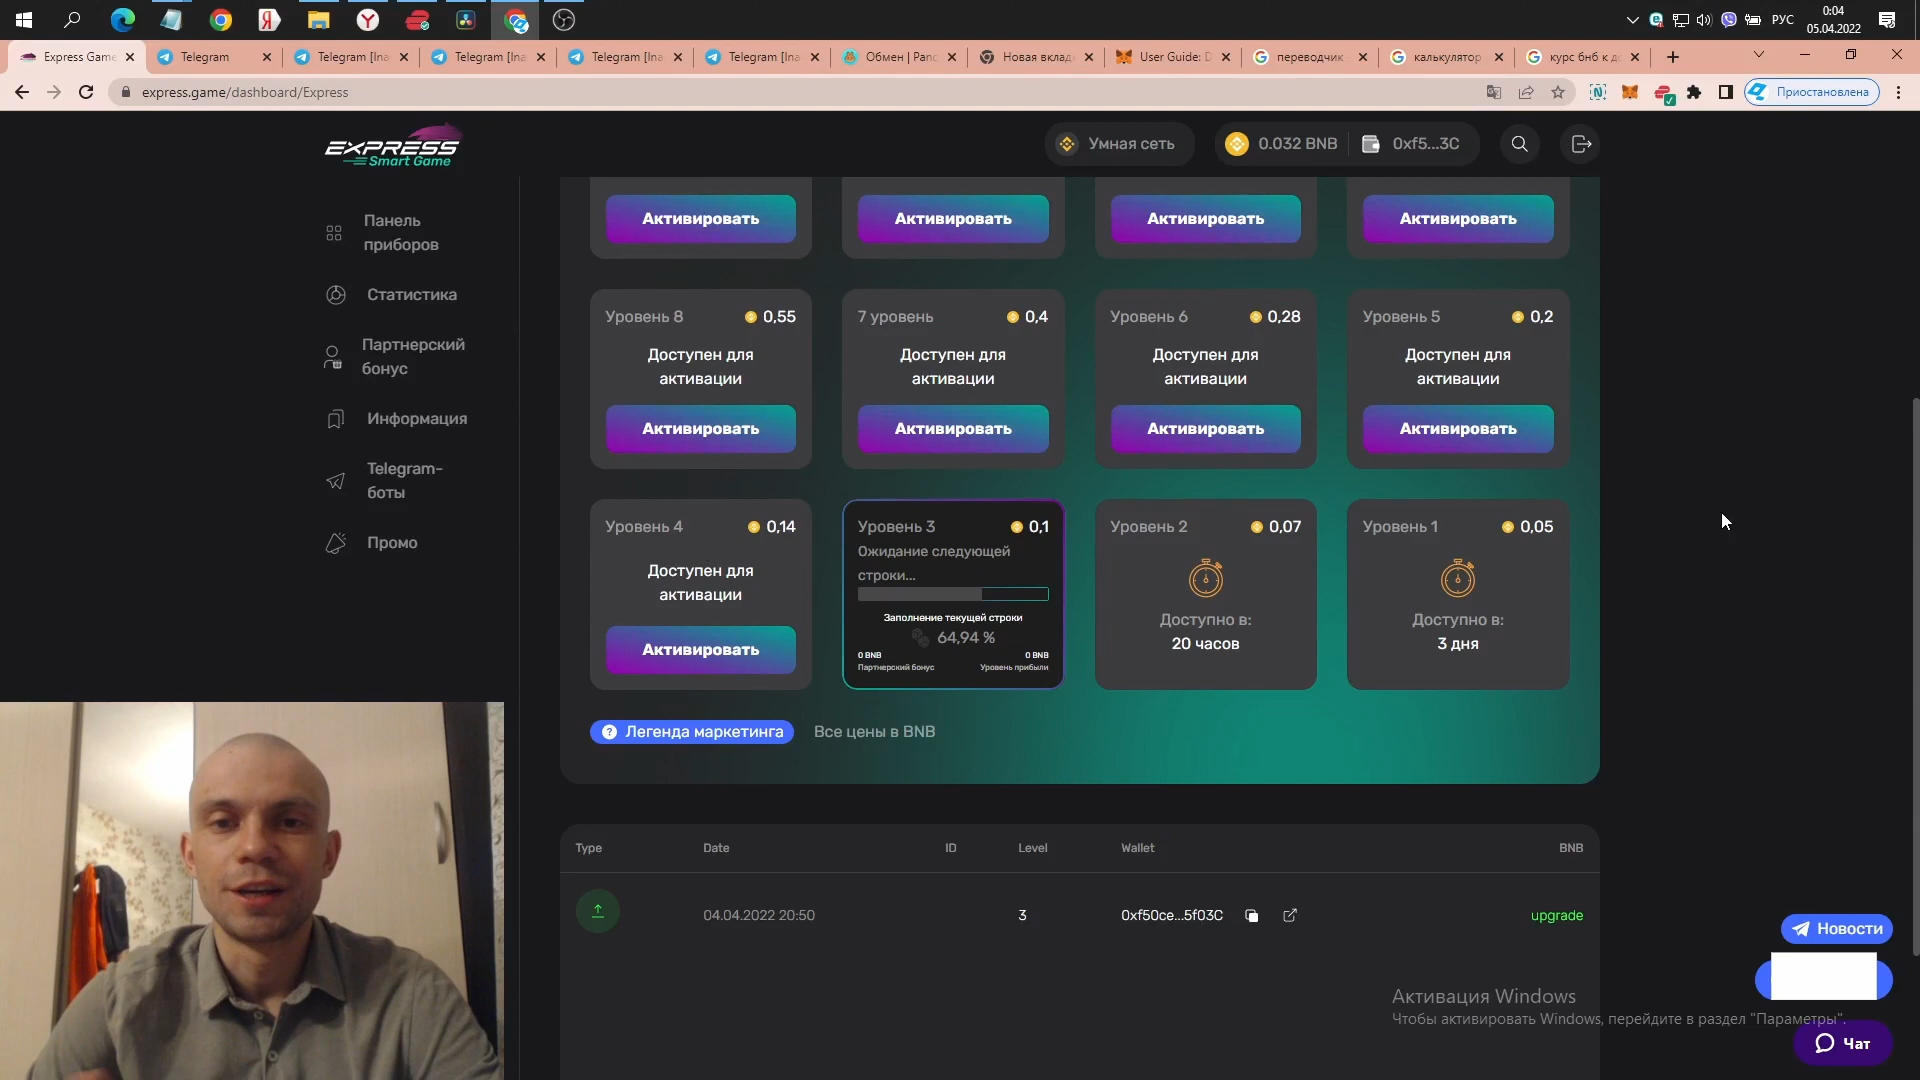 0:04
РУС
05.04.2022
Express Game
Telegram
Telegram [Ina
Telegram [Ina
Telegram [Ina
Telegram [Ina
Обмен | Panc
Новая вклад
User Guide: D
переводчик
калькулятор
курс бнб к до
express.game/dashboard/Express
Приостановлена
EXPRESS
Smart Game
Умная сеть
0.032 BNB
0xf5...3C
Панель
приборов
Статистика
Партнерский
бонус
Информация
Telegram-
боты
Промо
Активировать
Активировать
Активировать
Активировать
Уровень 8
0,55
Доступен для
активации
Активировать
7 уровень
0,4
Доступен для
активации
Активировать
Уровень 6
0,28
Доступен для
активации
Активировать
Уровень 5
0,2
Доступен для
активации
Активировать
Уровень 4
0,14
Доступен для
активации
Активировать
Уровень 3
0,1
Ожидание следующей
строки...
Заполнение текущей строки
64,94 %
0 BNB
0 BNB
Партнерский бонус
Уровень прибыли
Уровень 2
0,07
Доступно в:
20 часов
Уровень 1
0,05
Доступно в:
3 дня
? Легенда маркетинга
Все цены в BNB
Type
Date
ID
Level
Wallet
BNB
04.04.2022 20:50
3
0xf50ce...5f03C
upgrade
Новости
Активация Windows
Чтобы активировать Windows, перейдите в раздел "Параметры".
Чат